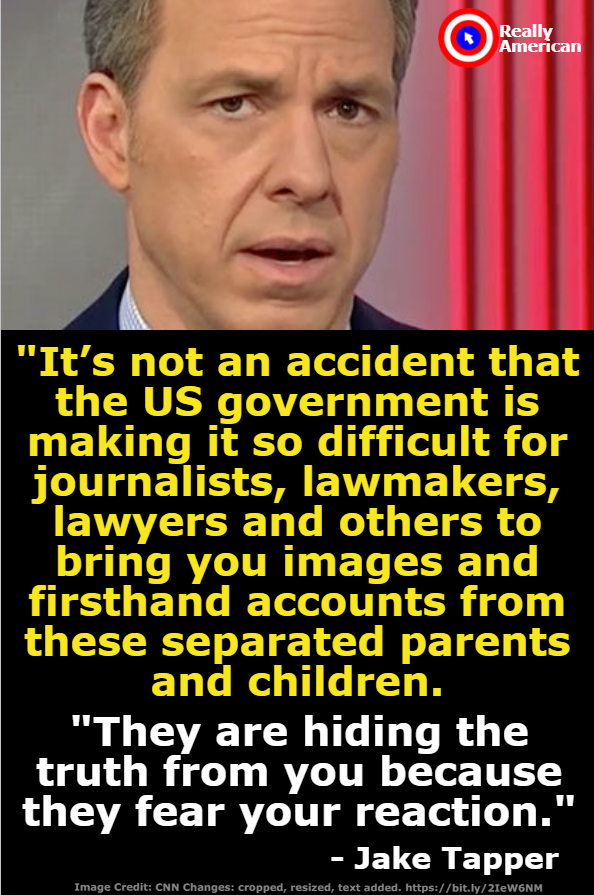 Really
American
"It’s not an accident that
the US government is
making it so difficult for
journalists, lawmakers,
lawyers and others to
bring you images and
firsthand accounts from
these separated parents
and children.
"They are hiding the
truth from you because
they fear your reaction."
- Jake Tapper
Image Credit: CNN Changes: cropped, resized, text added. https://bit.ly/2IeW6NM